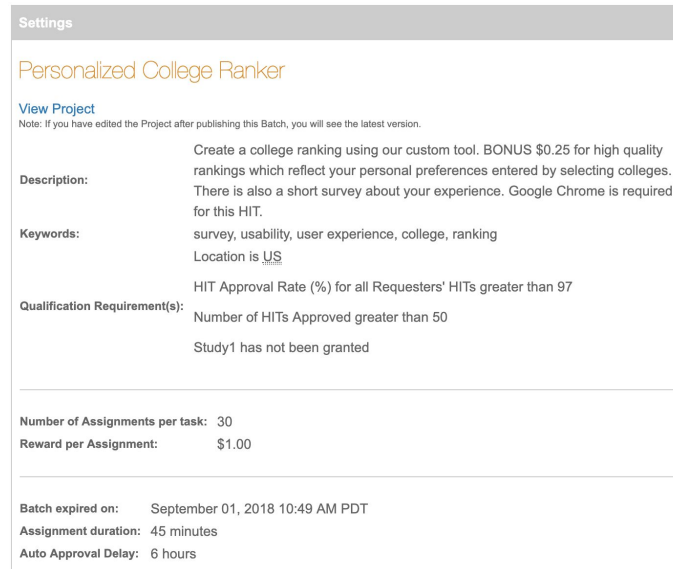 Settings
Personalized College Ranker
View Project
Note: If you have edited the Project after publishing this Batch, you will see the latest version.
Description:
Create a college ranking using our custom tool. BONUS $0.25 for high quality
rankings which reflect your personal preferences entered by selecting colleges.
There is also a short survey about your experience. Google Chrome is required
for this HIT.
Keywords: survey, usability, user experience, college, ranking
Qualification Requirement(s):
Location is US
HIT Approval Rate (%) for all Requesters' HITs greater than 97
Number of HITs Approved greater than 50
Study1 has not been granted
Number of Assignments per task: 30
Reward per Assignment: $1.00
Batch expired on: September 01, 2018 10:49 AM PDT
Assignment duration: 45 minutes
Auto Approval Delay: 6 hours